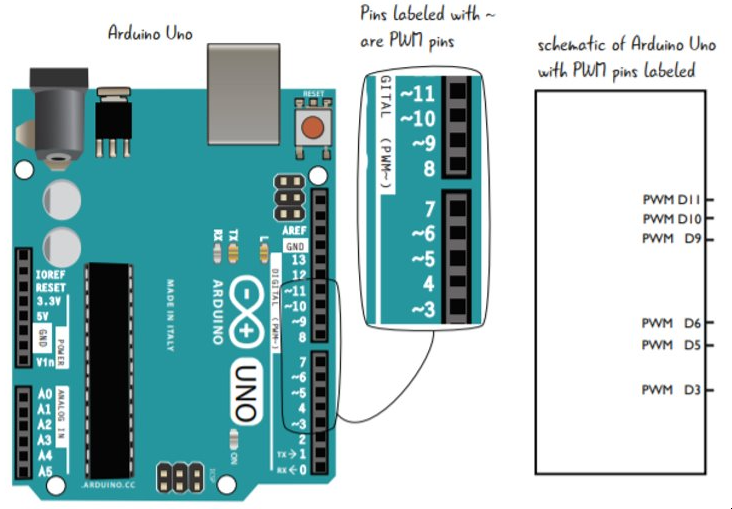 Arduino Uno
Pins labeled with ~
are PWM pins
schematic of Arduino Uno
with PWM pins labeled
RESET
AREF
GND
13
12
~11
~10
~9
8
7
~6
~5
4
~3
2
TX→1
RX←0
DIGITAL (PWM~)
RX
TX
L
ARDUINO
UNO
ON
ICSP
MADE IN ITALY
IOREF
RESET
3.3V
5V
GND
Vin
POWER
A0
A1
A2
A3
A4
A5
ANALOG IN
.ARDUINO.CC
~11
~10
~9
8
7
~6
~5
4
~3
GITAL (PWM~)
PWM D11
PWM D10
PWM D9
PWM D6
PWM D5
PWM D3